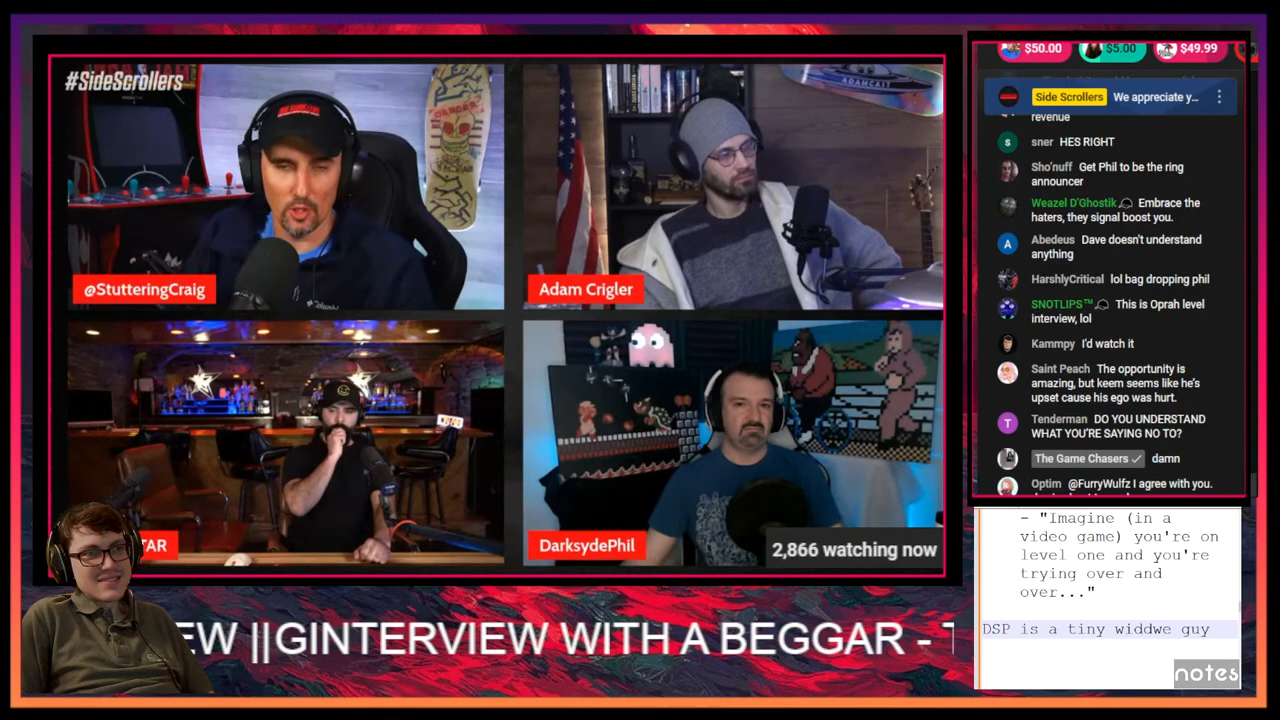 #SideScrollers
@StutteringCraig
Adam Crigler
TAR
DarksydePhil
2,866 watching now
EW ||GINTERVIEW WITH A BEGGAR -
$50.00
$5.00
$49.99
Side Scrollers We appreciate y...
revenue
sner HES RIGHT
Sho'nuff Get Phil to be the ring
announcer
Weazel D'Ghostik Embrace the
haters, they signal boost you.
Abedeus Dave doesn't understand
anything
HarshlyCritical lol bag dropping phil
SNOTLIPS™ This is Oprah level
interview, lol
Kammpy I'd watch it
Saint Peach The opportunity is
amazing, but keem seems like he's
upset cause his ego was hurt.
Tenderman DO YOU UNDERSTAND
WHAT YOU'RE SAYING NO TO?
The Game Chasers damn
Optim @FurryWulfz I agree with you.
- "Imagine (in a
video game) you're on
level one and you're
trying over and
over..."
DSP is a tiny widdwe guy
notes